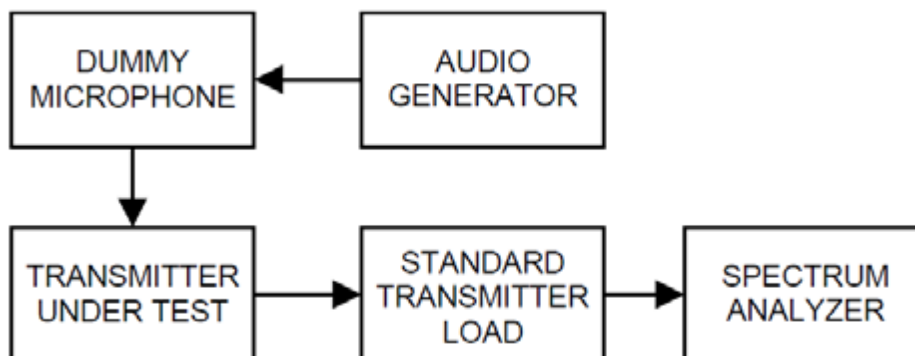 DUMMY
MICROPHONE
AUDIO
GENERATOR
TRANSMITTER
UNDER TEST
STANDARD
TRANSMITTER
LOAD
SPECTRUM
ANALYZER